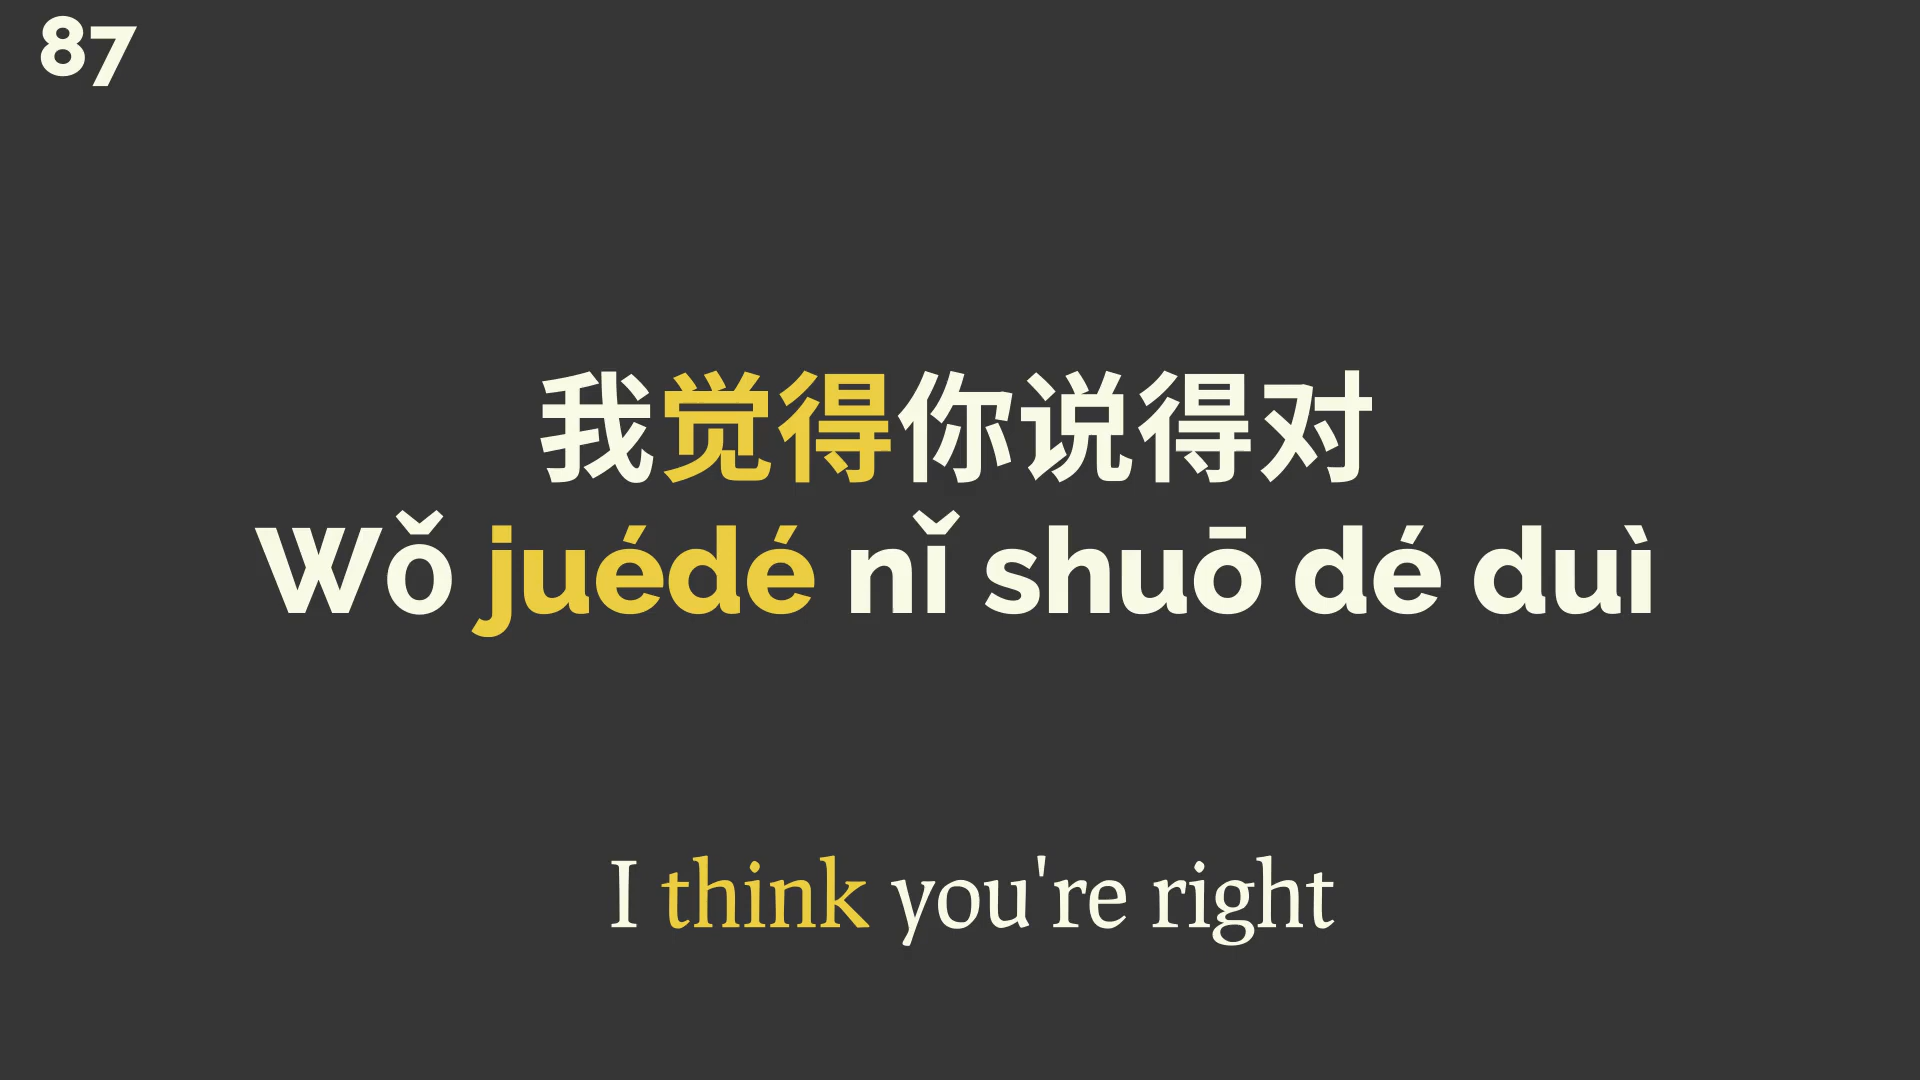 87
我觉得你说得对
Wǒ juédé nǐ shuō dé duì
I think you're right